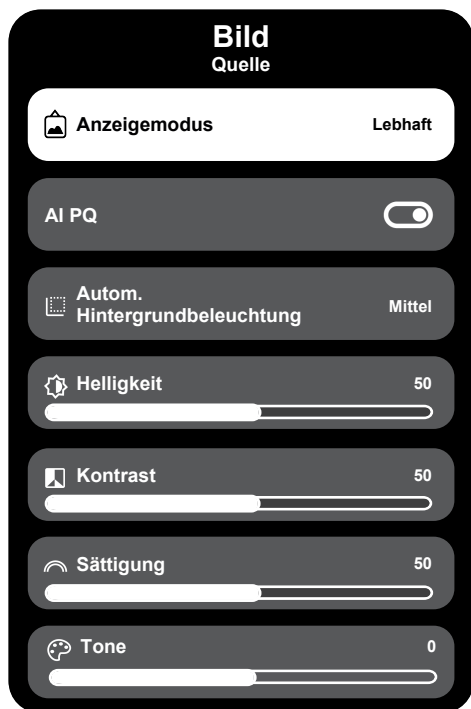 Bild
Quelle
Anzeigemodus Lebhaft
AI PQ
Autom.
Hintergrundbeleuchtung Mittel
Helligkeit 50
Kontrast 50
Sättigung 50
Tone 0